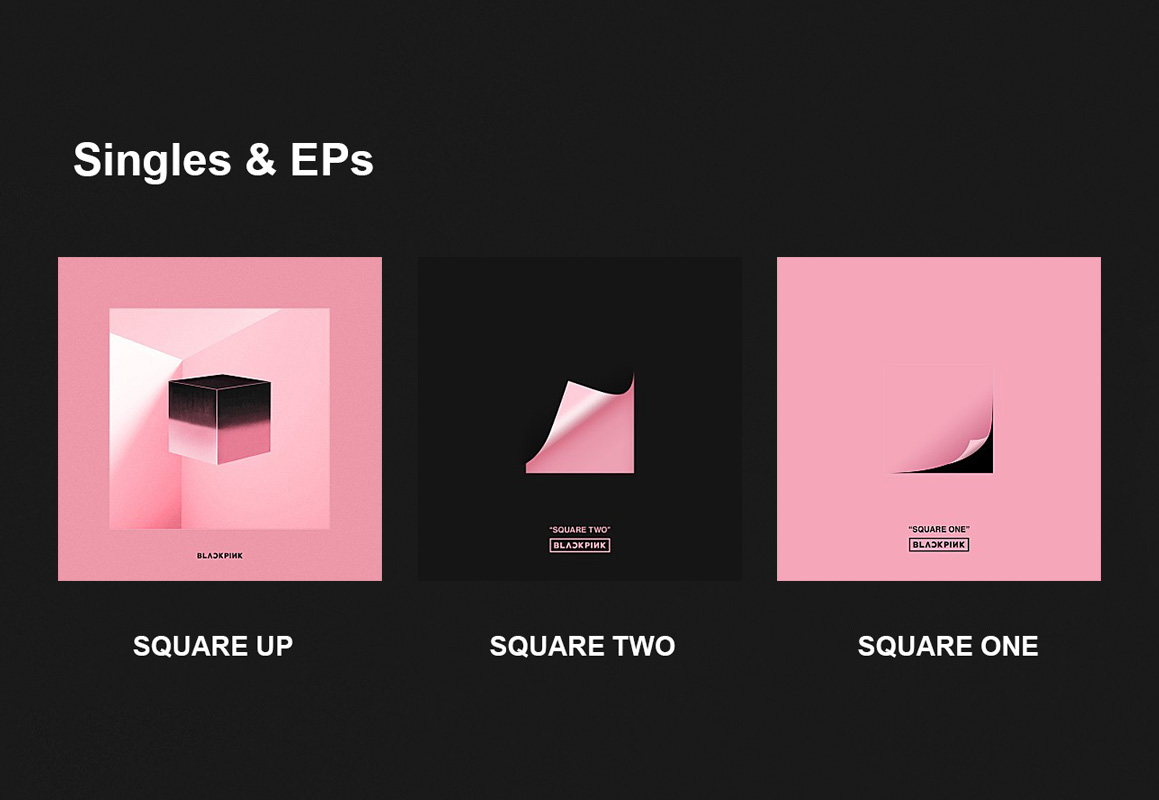 Singles & EPs
BLACKPINK
"SQUARE TWO"
BLACKPINK
"SQUARE ONE"
BLACKPINK
SQUARE UP
SQUARE TWO
SQUARE ONE